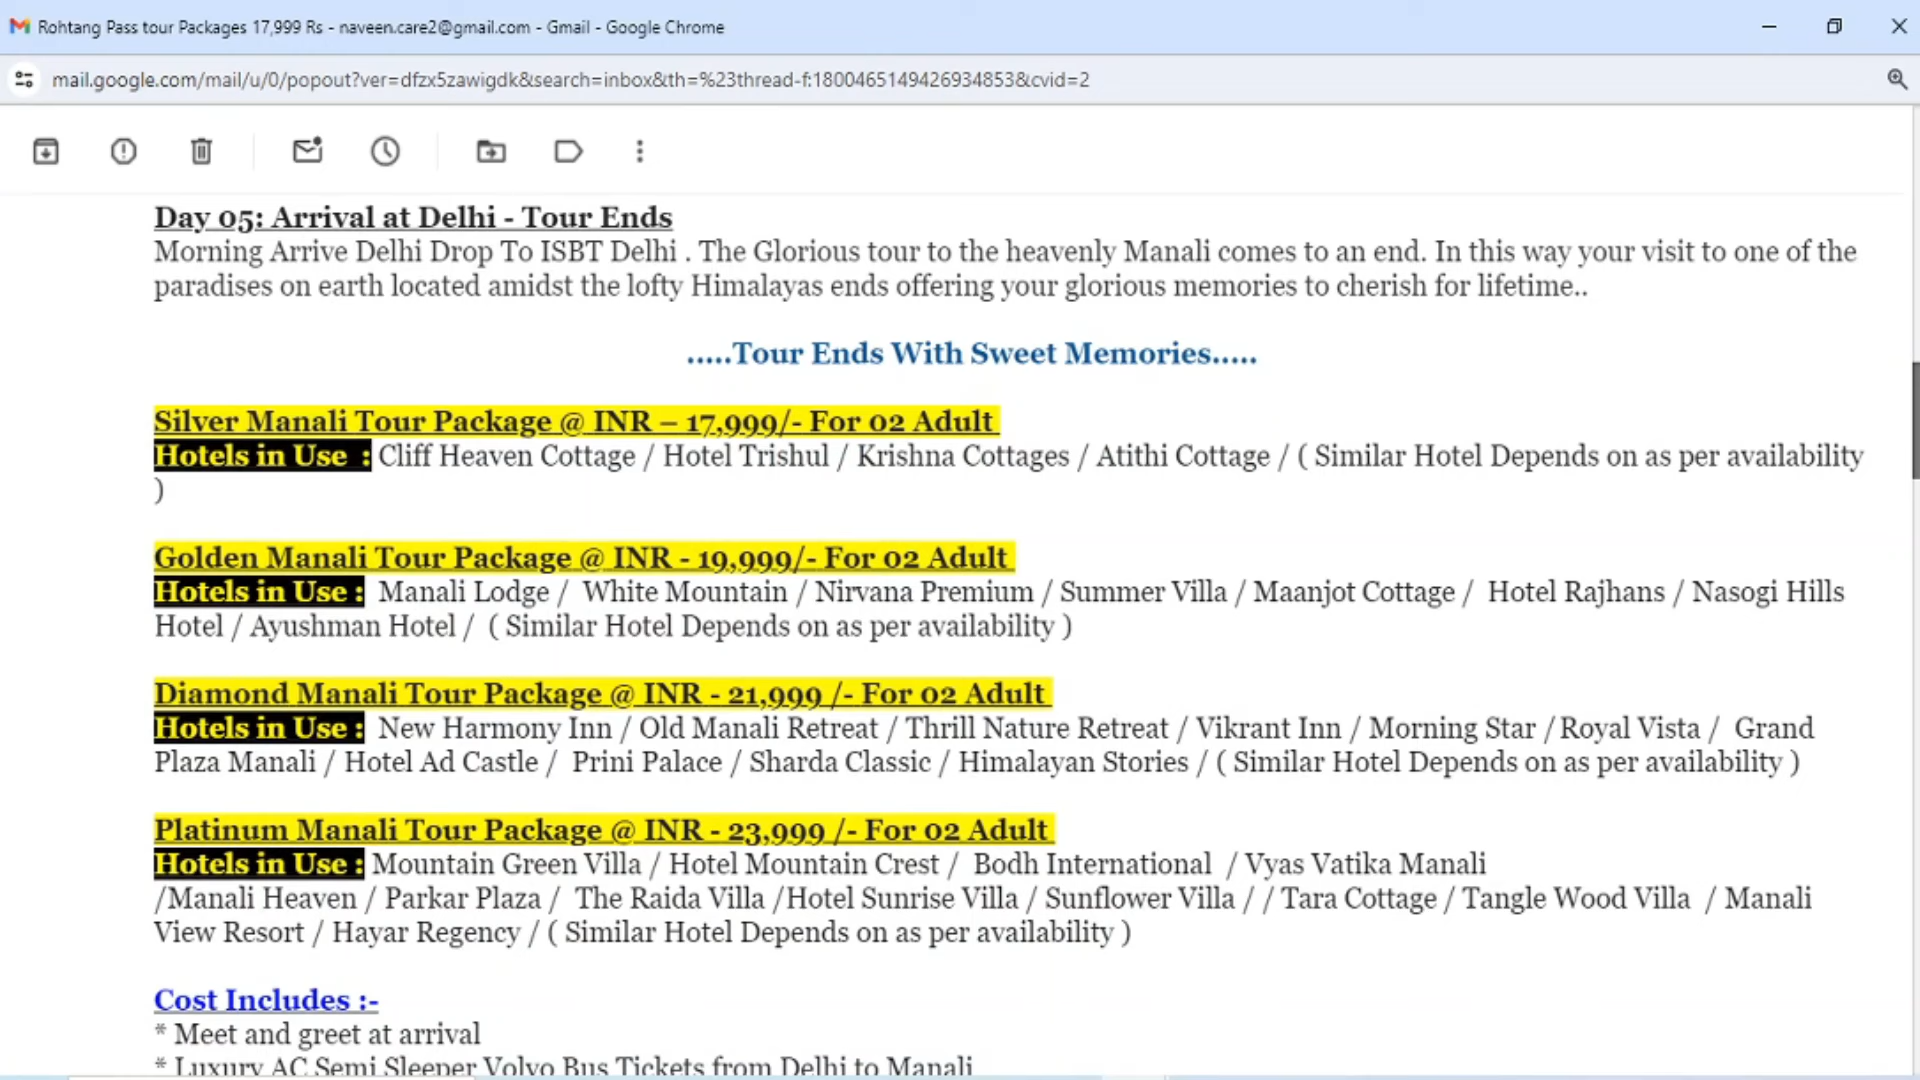 Rohtang Pass tour Packages 17,999 Rs - naveen.care2@gmail.com - Gmail - Google Chrome
mail.google.com/mail/u/0/popout?ver=dfzx5zawigdk&search=inbox&th=%23thread-f:1800465149426934853&cvid=2
Day 05: Arrival at Delhi - Tour Ends
Morning Arrive Delhi Drop To ISBT Delhi . The Glorious tour to the heavenly Manali comes to an end. In this way your visit to one of the
paradises on earth located amidst the lofty Himalayas ends offering your glorious memories to cherish for lifetime..
.....Tour Ends With Sweet Memories.....
Silver Manali Tour Package @ INR – 17,999/- For 02 Adult
Hotels in Use : Cliff Heaven Cottage / Hotel Trishul / Krishna Cottages / Atithi Cottage / ( Similar Hotel Depends on as per availability
)
Golden Manali Tour Package @ INR - 19,999/- For 02 Adult
Hotels in Use : Manali Lodge / White Mountain / Nirvana Premium / Summer Villa / Maanjot Cottage / Hotel Rajhans / Nasogi Hills
Hotel / Ayushman Hotel / ( Similar Hotel Depends on as per availability )
Diamond Manali Tour Package @ INR - 21,999 /- For 02 Adult
Hotels in Use : New Harmony Inn / Old Manali Retreat / Thrill Nature Retreat / Vikrant Inn / Morning Star /Royal Vista / Grand
Plaza Manali / Hotel Ad Castle / Prini Palace / Sharda Classic / Himalayan Stories / ( Similar Hotel Depends on as per availability )
Platinum Manali Tour Package @ INR - 23,999 /- For 02 Adult
Hotels in Use : Mountain Green Villa / Hotel Mountain Crest / Bodh International / Vyas Vatika Manali
/Manali Heaven / Parkar Plaza / The Raida Villa /Hotel Sunrise Villa / Sunflower Villa / / Tara Cottage / Tangle Wood Villa / Manali
View Resort / Hayar Regency / ( Similar Hotel Depends on as per availability )
Cost Includes :-
* Meet and greet at arrival
* Luxury AC Semi Sleeper Volvo Bus Tickets from Delhi to Manali